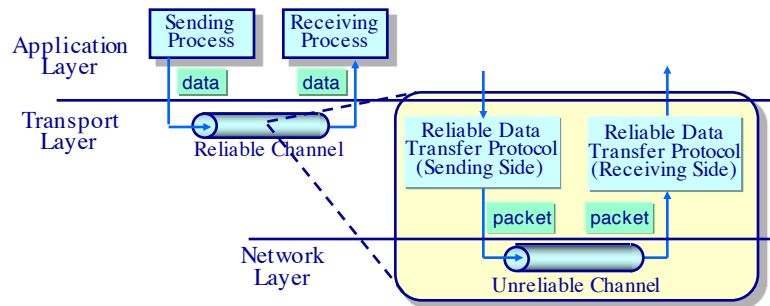 Sending
Process
Receiving
Process
Application
Layer
data
data
Transport
Layer
Reliable Channel
Reliable Data
Transfer Protocol
(Sending Side)
Reliable Data
Transfer Protocol
(Receiving Side)
packet
packet
Network
Layer
Unreliable Channel